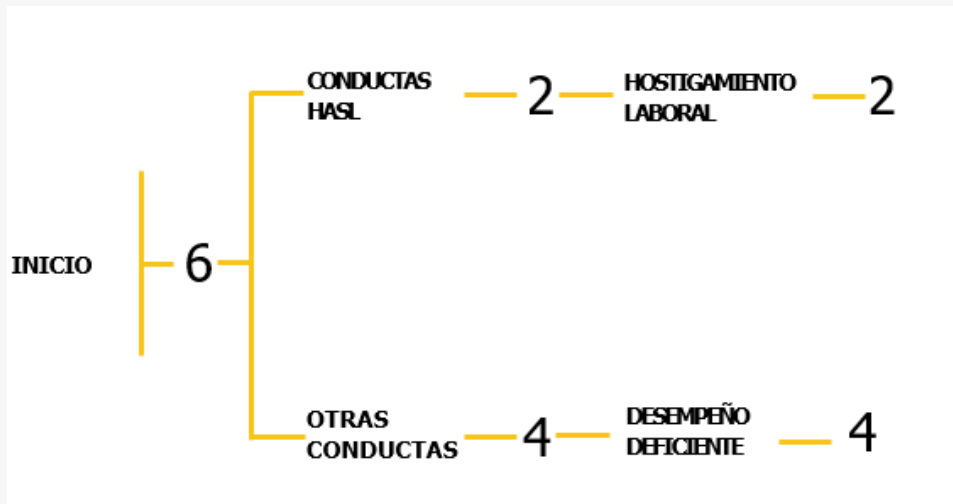 CONDUCTAS
HASL
2
HOSTIGAMIENTO
LABORAL
2
INICIO
6
OTRAS
CONDUCTAS
4
DESEMPEÑO
DEFICIENTE
4